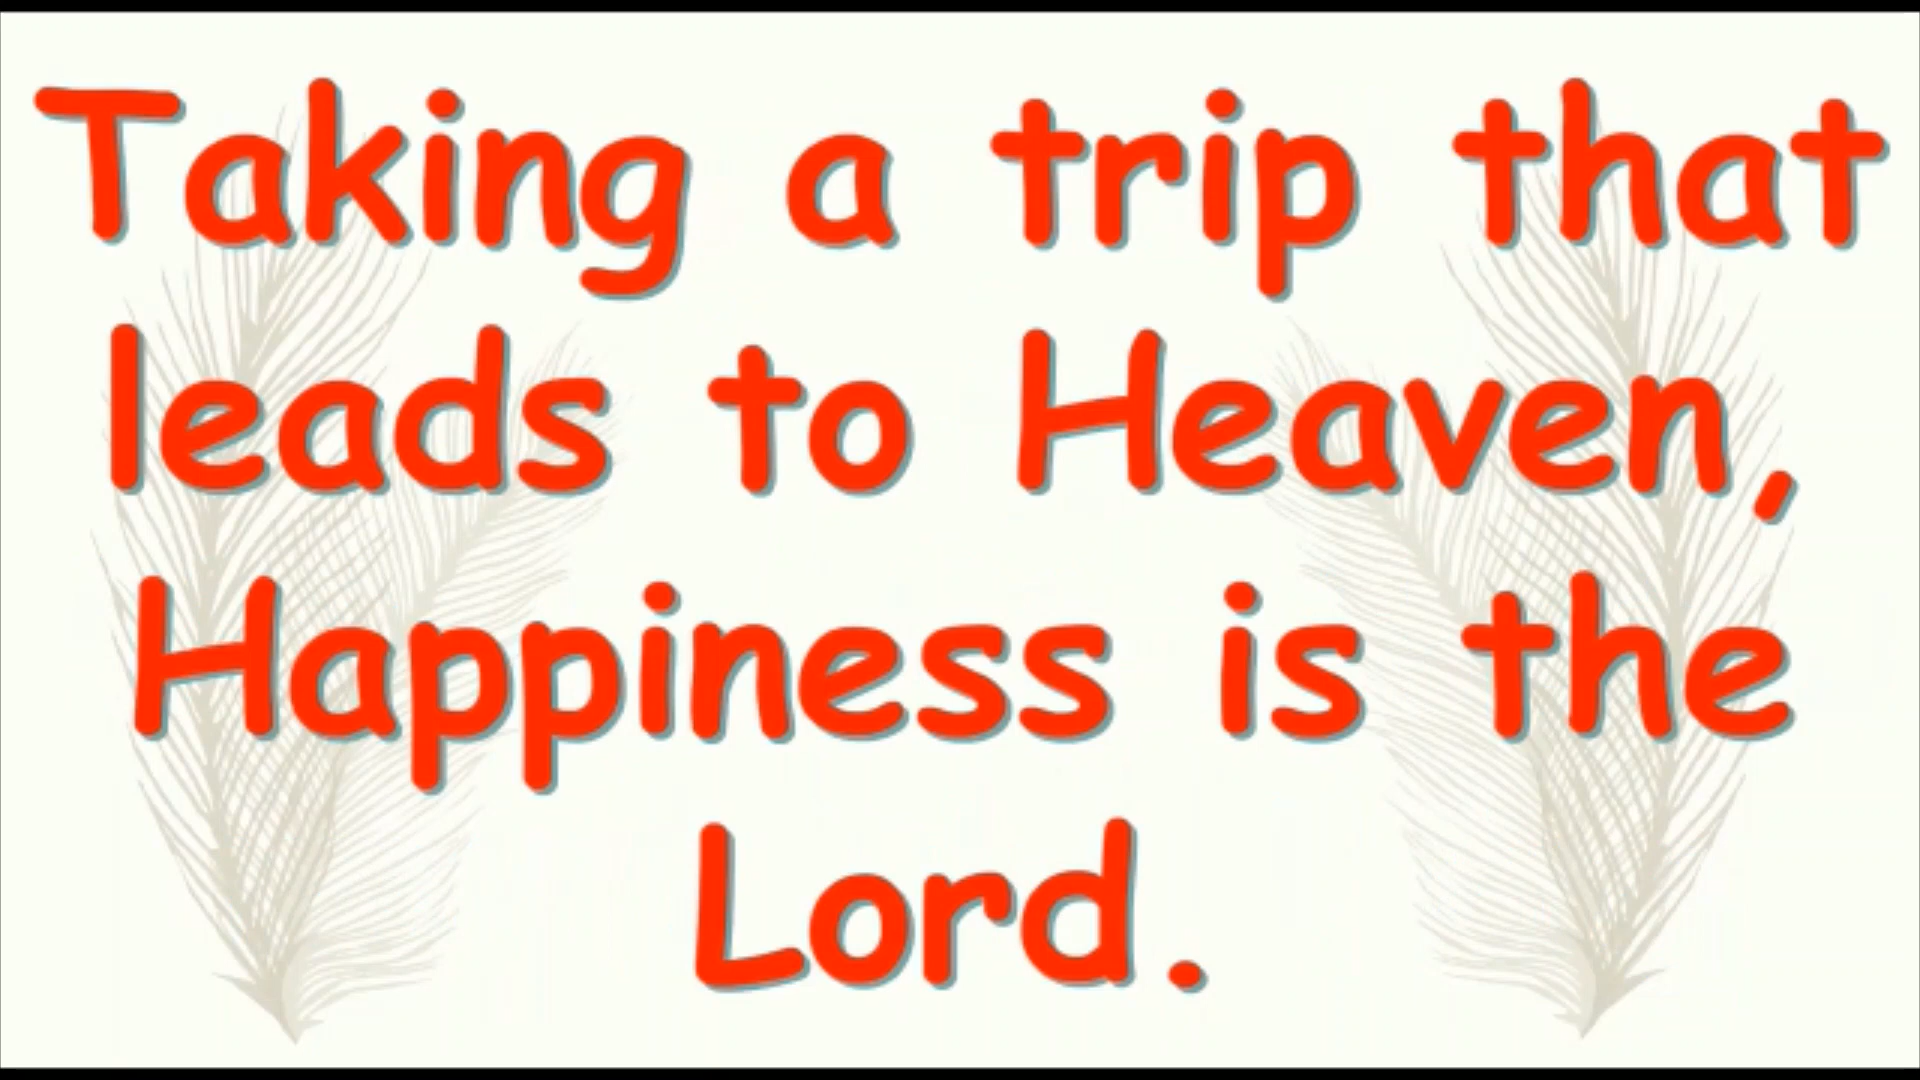 Taking a trip that
leads to Heaven,
Happiness is the
Lord.